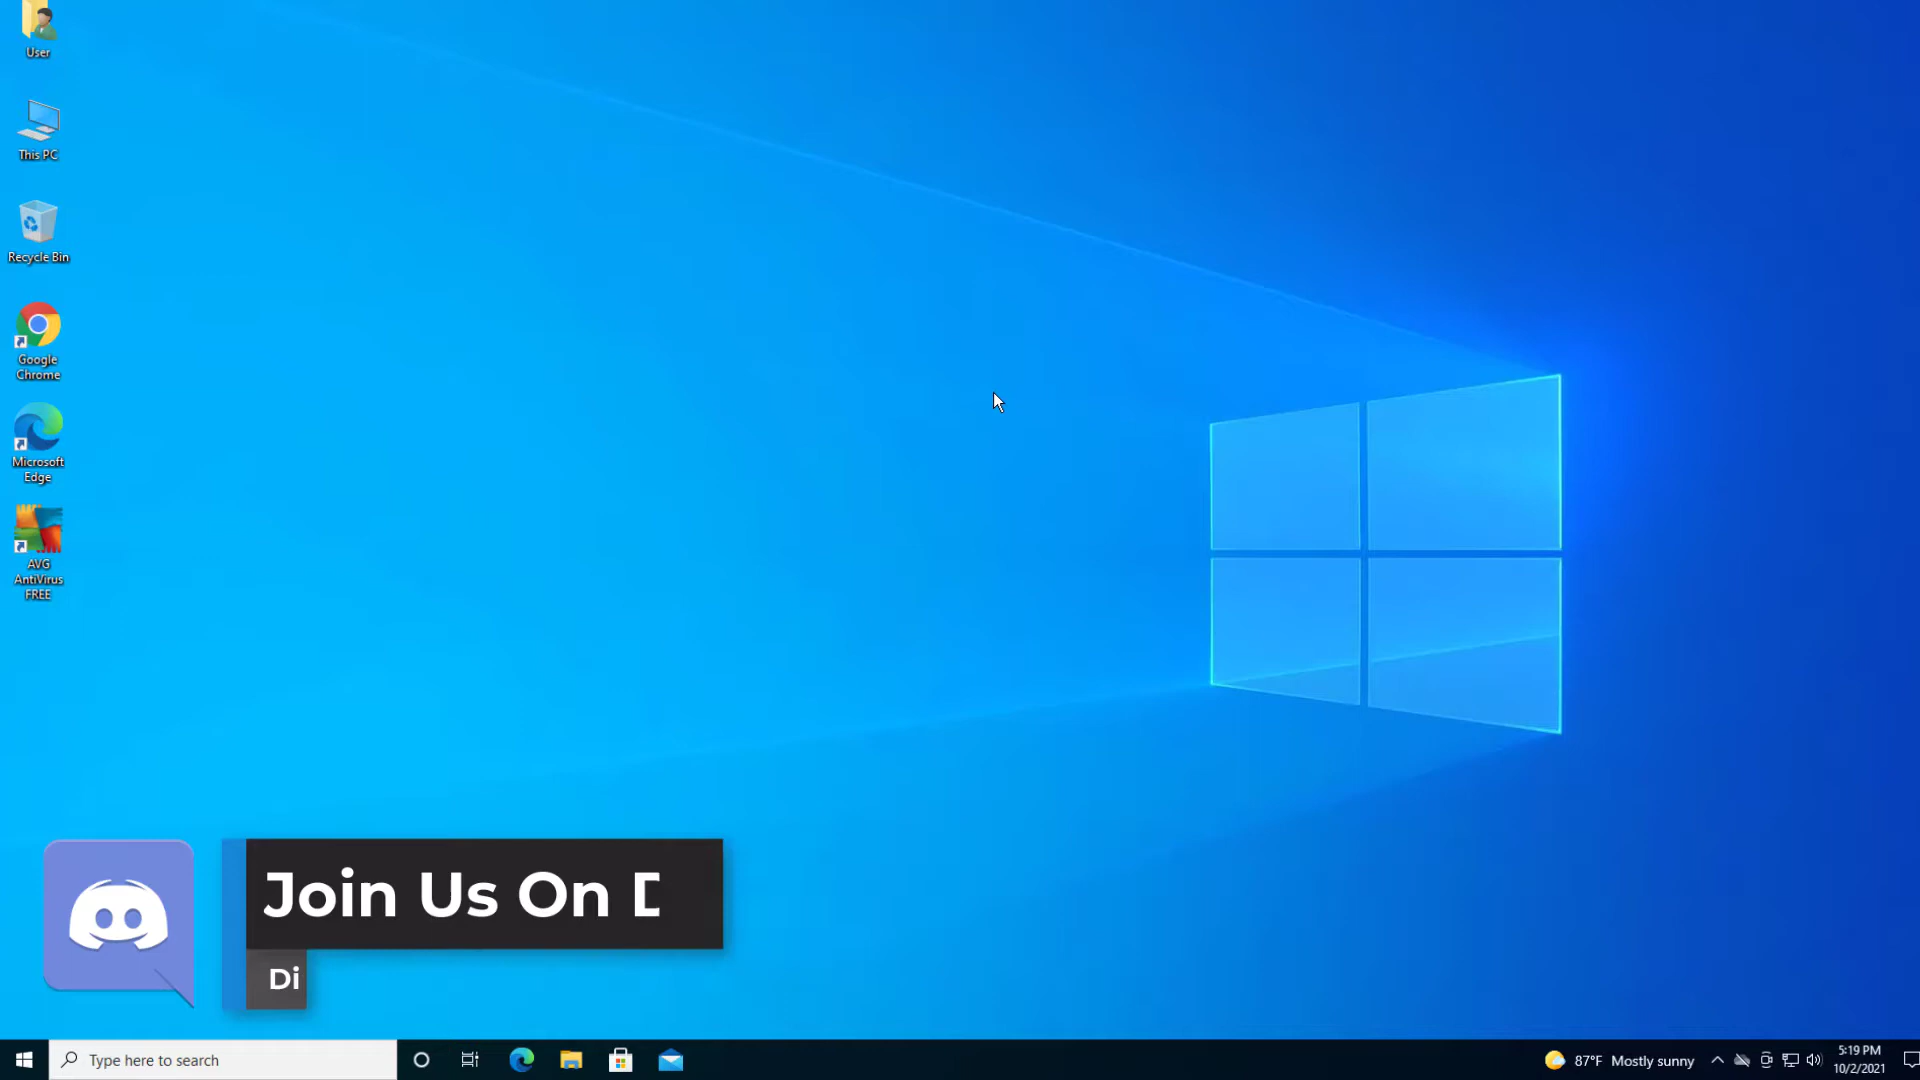 User
This PC
Recycle Bin
Google
Chrome
Microsoft
Edge
AVG
AntiVirus
FREE
Join Us On D
Di
Type here to search
87°F Mostly sunny
5:19 PM
10/2/2021